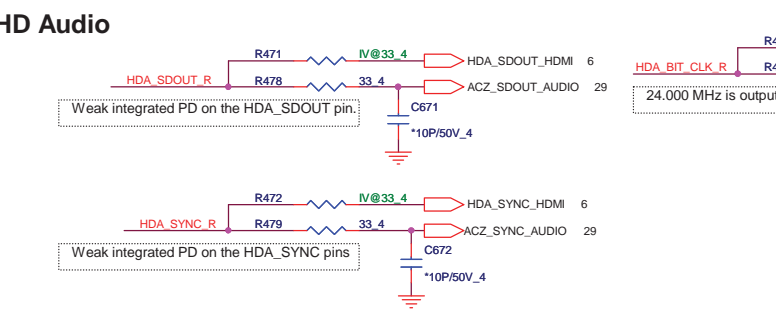 HD Audio
R471 IV@33_4 HDA_SDOUT_HDMI 6
HDA_SDOUT_R R478 33_4 ACZ_SDOUT_AUDIO 29
Weak integrated PD on the HDA_SDOUT pin.
C671
*10P/50V_4
R4
HDA_BIT_CLK_R R4
24.000 MHz is output
R472 IV@33_4 HDA_SYNC_HDMI 6
HDA_SYNC_R R479 33_4 ACZ_SYNC_AUDIO 29
Weak integrated PD on the HDA_SYNC pins
C672
*10P/50V_4